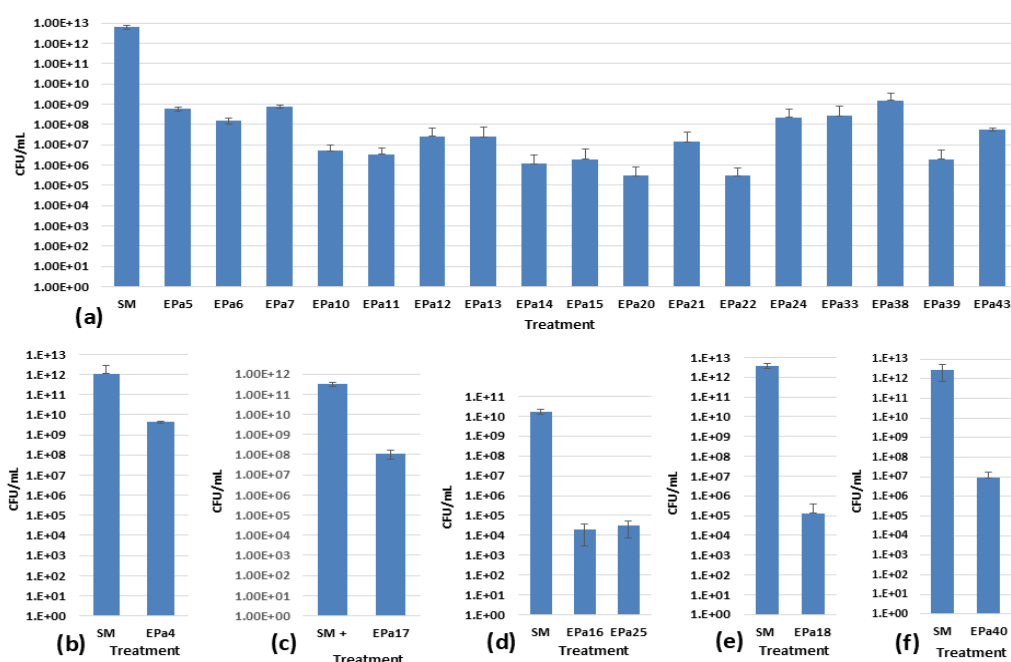 1.00E+13
1.00E+12
1.00E+11
1.00E+10
1.00E+09
1.00E+08
1.00E+07
1.00E+06
1.00E+05
1.00E+04
1.00E+03
1.00E+02
1.00E+01
1.00E+00
CFU/mL
SM EPa5 EPa6 EPa7 EPa10 EPa11 EPa12 EPa13 EPa14 EPa15 EPa20 EPa21 EPa22 EPa24 EPa33 EPa38 EPa39 EPa43
(a)
Treatment
1.E+13
1.E+12
1.E+11
1.E+10
1.E+09
1.E+08
1.E+07
1.E+06
1.E+05
1.E+04
1.E+03
1.E+02
1.E+01
1.E+00
CFU/mL
SM EPa4
(b)
Treatment
1.00E+12
1.00E+11
1.00E+10
1.00E+09
1.00E+08
1.00E+07
1.00E+06
1.00E+05
1.00E+04
1.00E+03
1.00E+02
1.00E+01
1.00E+00
CFU/mL
SM + EPa17
(c)
Treatment
1.E+11
1.E+10
1.E+09
1.E+08
1.E+07
1.E+06
1.E+05
1.E+04
1.E+03
1.E+02
1.E+01
1.E+00
CFU/mL
SM EPa16 EPa25
(d)
Treatment
1.E+13
1.E+12
1.E+11
1.E+10
1.E+09
1.E+08
1.E+07
1.E+06
1.E+05
1.E+04
1.E+03
1.E+02
1.E+01
1.E+00
CFU/mL
SM EPa18
(e)
Treatment
1.E+13
1.E+12
1.E+11
1.E+10
1.E+09
1.E+08
1.E+07
1.E+06
1.E+05
1.E+04
1.E+03
1.E+02
1.E+01
1.E+00
CFU/mL
SM EPa40
(f)
Treatment